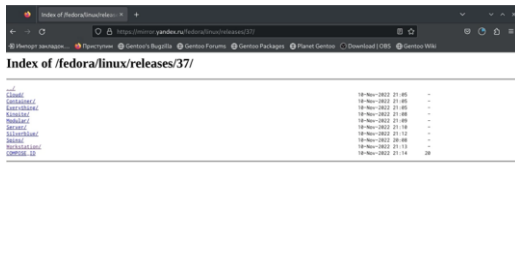 Index of /fedora/linux/release
https://mirror.yandex.ru/fedora/linux/releases/37/
Импорт закладок... Приступим Gentoo's Bugzilla Gentoo Forums Gentoo Packages Planet Gentoo Download | OBS Gentoo Wiki
Index of /fedora/linux/releases/37/
../
Cloud/ 10-Nov-2022 21:05 -
Container/ 10-Nov-2022 21:05 -
Everything/ 10-Nov-2022 21:05 -
Kinoite/ 10-Nov-2022 21:08 -
Modular/ 10-Nov-2022 21:09 -
Server/ 10-Nov-2022 21:10 -
Silverblue/ 10-Nov-2022 21:12 -
Spins/ 10-Nov-2022 20:08 -
Workstation/ 10-Nov-2022 21:13 -
COMPOSE_ID 10-Nov-2022 21:14 20